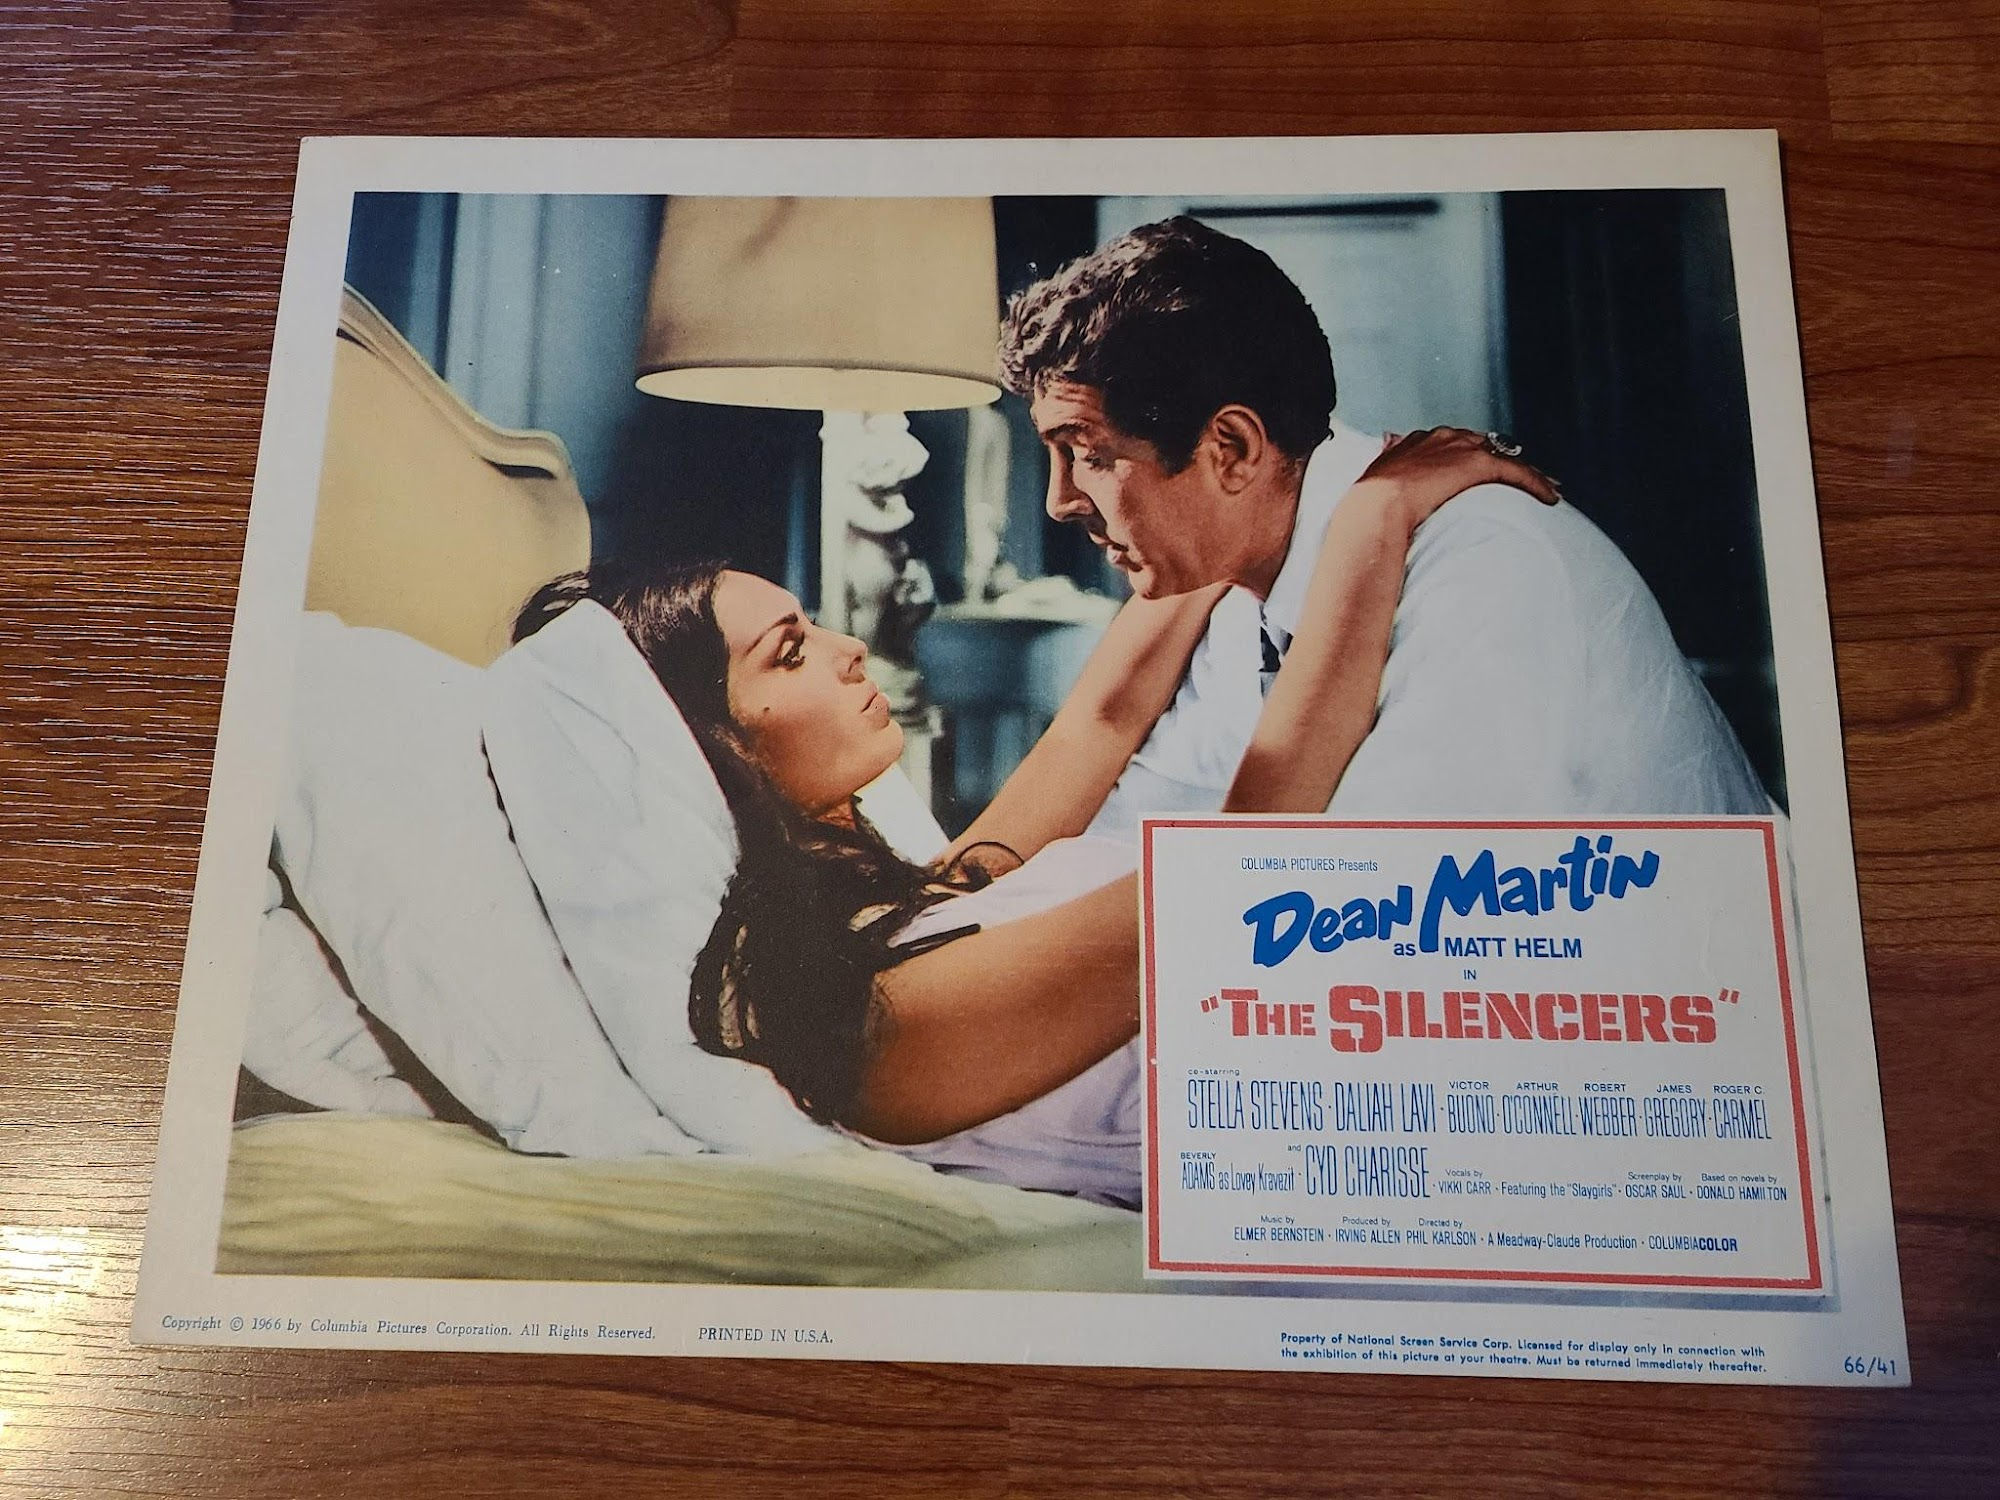 COLUMBIA PICTURES Presents
Dean Martin
as MATT HELM
IN
"THE SILENCERS"
co-starring
STELLA STEVENS · DALIAH LAVI · VICTOR BUONO · ARTHUR O'CONNELL · ROBERT WEBBER · JAMES GREGORY · ROGER C. CARMEL
BEVERLY ADAMS as Lovey Kravezit · and CYD CHARISSE · Vocals by VIKKI CARR · Featuring the "Slaygirls" · Screenplay by OSCAR SAUL · Based on novels by DONALD HAMILTON
Music by ELMER BERNSTEIN · Produced by IRVING ALLEN Directed by PHIL KARLSON · A Meadway-Claude Production · COLUMBIACOLOR
Copyright © 1966 by Columbia Pictures Corporation. All Rights Reserved. PRINTED IN U.S.A.
Property of National Screen Service Corp. Licensed for display only in connection with
the exhibition of this picture at your theatre. Must be returned immediately thereafter.
66/41